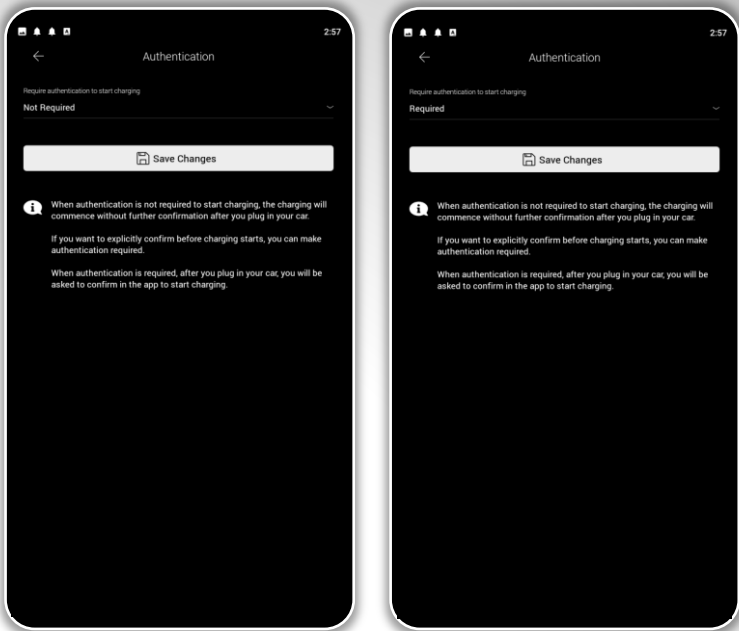 2:57
Authentication
Require authentication to start charging
Not Required
Save Changes
When authentication is not required to start charging, the charging will
commence without further confirmation after you plug in your car.
If you want to explicitly confirm before charging starts, you can make
authentication required.
When authentication is required, after you plug in your car, you will be
asked to confirm in the app to start charging.
2:57
Authentication
Require authentication to start charging
Required
Save Changes
When authentication is not required to start charging, the charging will
commence without further confirmation after you plug in your car.
If you want to explicitly confirm before charging starts, you can make
authentication required.
When authentication is required, after you plug in your car, you will be
asked to confirm in the app to start charging.